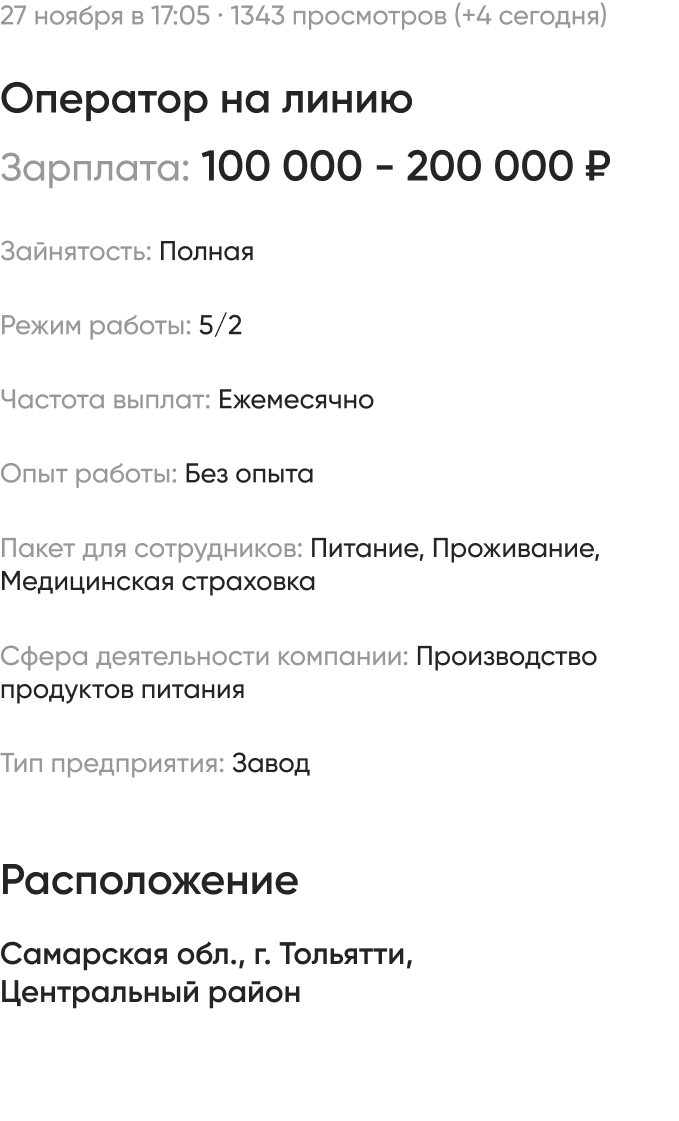 27 ноября в 17:05 · 1343 просмотров (+4 сегодня)
Оператор на линию
Зарплата: 100 000 - 200 000 ₽
Зайнятость: Полная
Режим работы: 5/2
Частота выплат: Ежемесячно
Опыт работы: Без опыта
Пакет для сотрудников: Питание, Проживание,
Медицинская страховка
Сфера деятельности компании: Производство
продуктов питания
Тип предприятия: Завод
Расположение
Самарская обл., г. Тольятти,
Центральный район